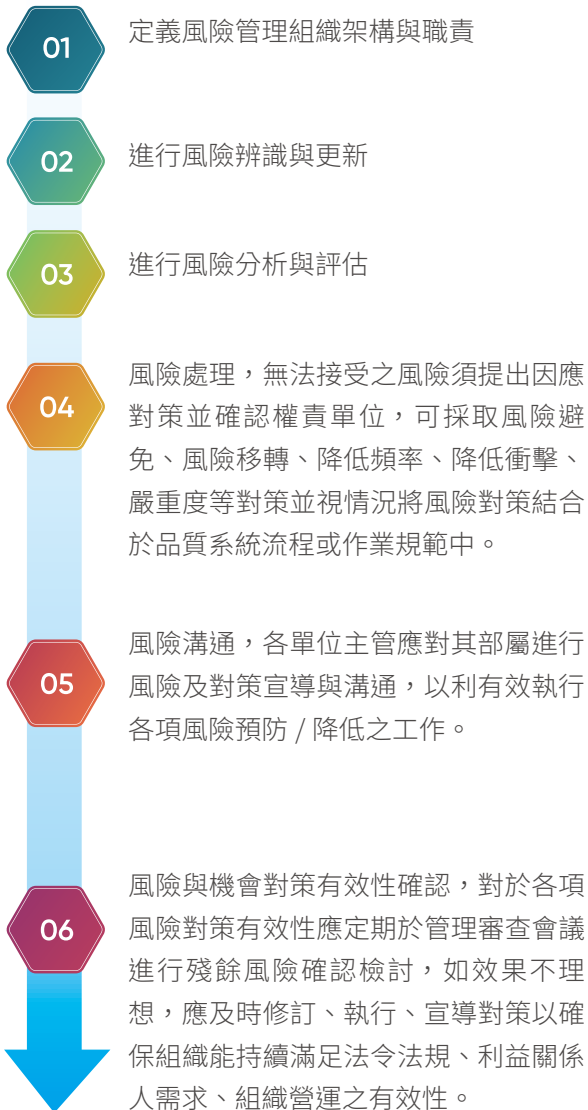 01
定義風險管理組織架構與職責
02
進行風險辨識與更新
03
進行風險分析與評估
04
風險處理，無法接受之風險須提出因應
對策並確認權責單位，可採取風險避
免、風險移轉、降低頻率、降低衝擊、
嚴重度等對策並視情況將風險對策結合
於品質系統流程或作業規範中。
05
風險溝通，各單位主管應對其部屬進行
風險及對策宣導與溝通，以利有效執行
各項風險預防 / 降低之工作。
06
風險與機會對策有效性確認，對於各項
風險對策有效性應定期於管理審查會議
進行殘餘風險確認檢討，如效果不理
想，應及時修訂、執行、宣導對策以確
保組織能持續滿足法令法規、利益關係
人需求、組織營運之有效性。